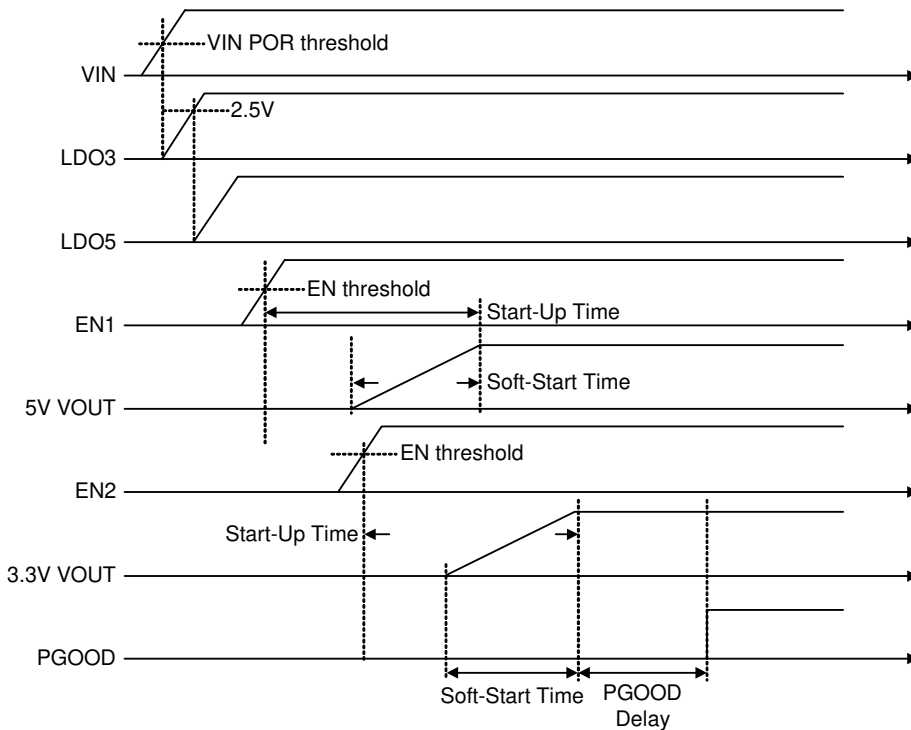 VIN POR threshold
VIN
2.5V
LDO3
LDO5
EN threshold
Start-Up Time
EN1
Soft-Start Time
5V VOUT
EN threshold
EN2
Start-Up Time
3.3V VOUT
PGOOD
Soft-Start Time
PGOOD
Delay